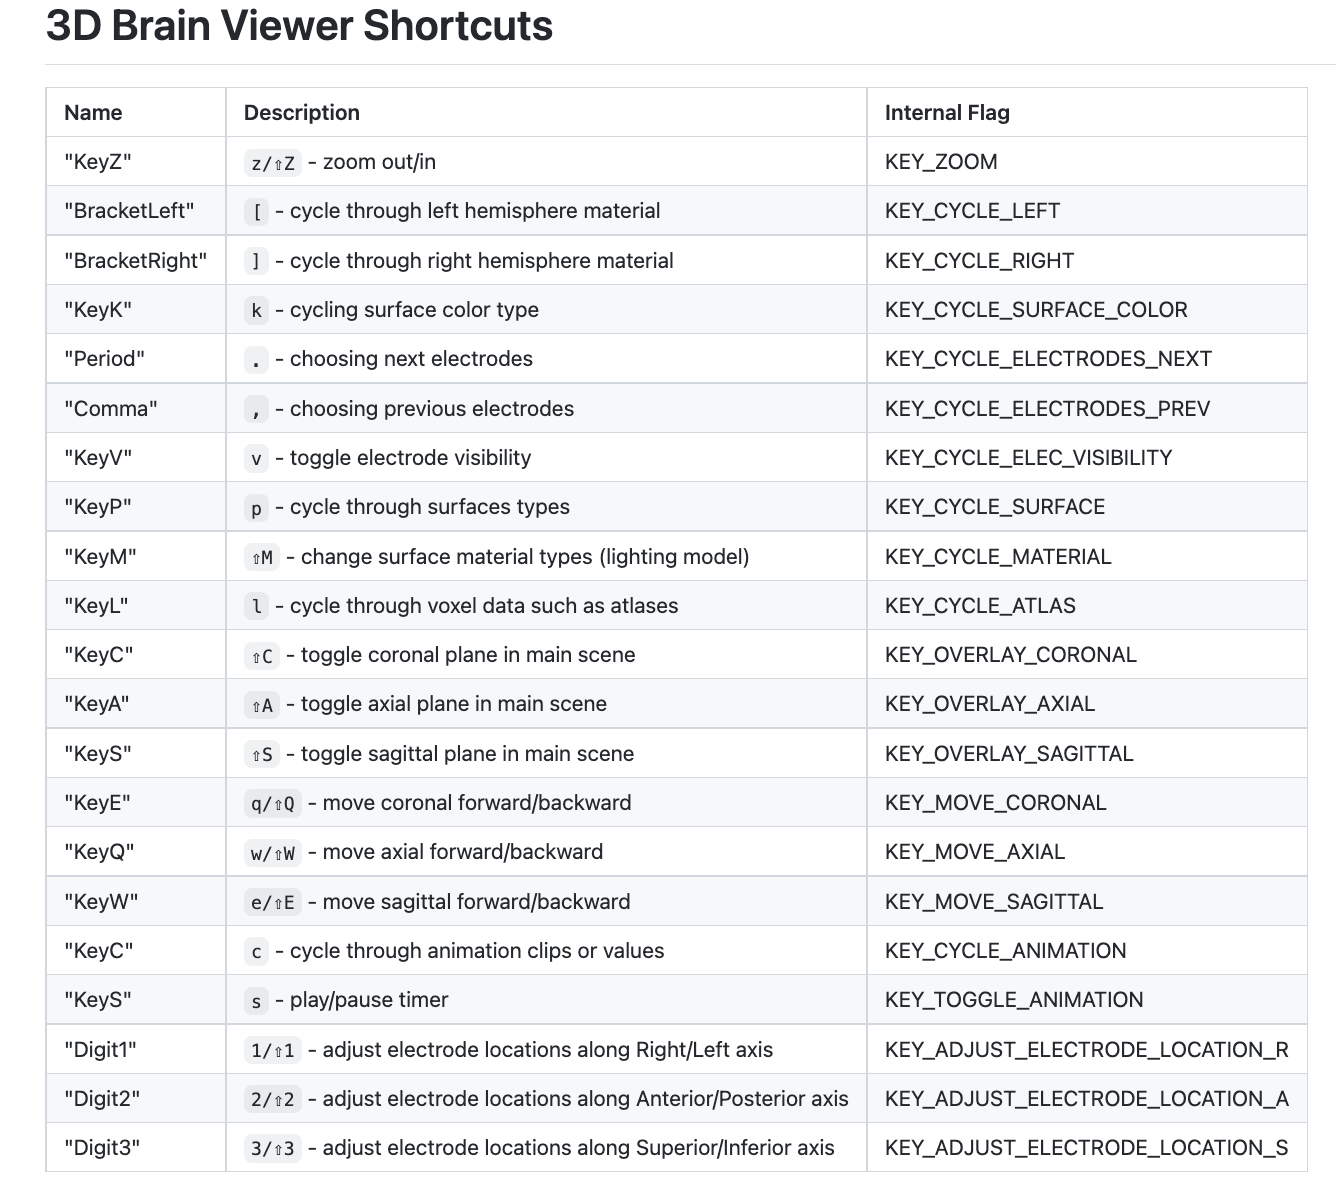 3D Brain Viewer Shortcuts
Name Description Internal Flag
"KeyZ" z/⇧Z - zoom out/in KEY_ZOOM
"BracketLeft" [ - cycle through left hemisphere material KEY_CYCLE_LEFT
"BracketRight" ] - cycle through right hemisphere material KEY_CYCLE_RIGHT
"KeyK" k - cycling surface color type KEY_CYCLE_SURFACE_COLOR
"Period" . - choosing next electrodes KEY_CYCLE_ELECTRODES_NEXT
"Comma" , - choosing previous electrodes KEY_CYCLE_ELECTRODES_PREV
"KeyV" v - toggle electrode visibility KEY_CYCLE_ELEC_VISIBILITY
"KeyP" p - cycle through surfaces types KEY_CYCLE_SURFACE
"KeyM" ⇧M - change surface material types (lighting model) KEY_CYCLE_MATERIAL
"KeyL" l - cycle through voxel data such as atlases KEY_CYCLE_ATLAS
"KeyC" ⇧C - toggle coronal plane in main scene KEY_OVERLAY_CORONAL
"KeyA" ⇧A - toggle axial plane in main scene KEY_OVERLAY_AXIAL
"KeyS" ⇧S - toggle sagittal plane in main scene KEY_OVERLAY_SAGITTAL
"KeyE" q/⇧Q - move coronal forward/backward KEY_MOVE_CORONAL
"KeyQ" w/⇧W - move axial forward/backward KEY_MOVE_AXIAL
"KeyW" e/⇧E - move sagittal forward/backward KEY_MOVE_SAGITTAL
"KeyC" c - cycle through animation clips or values KEY_CYCLE_ANIMATION
"KeyS" s - play/pause timer KEY_TOGGLE_ANIMATION
"Digit1" 1/⇧1 - adjust electrode locations along Right/Left axis KEY_ADJUST_ELECTRODE_LOCATION_R
"Digit2" 2/⇧2 - adjust electrode locations along Anterior/Posterior axis KEY_ADJUST_ELECTRODE_LOCATION_A
"Digit3" 3/⇧3 - adjust electrode locations along Superior/Inferior axis KEY_ADJUST_ELECTRODE_LOCATION_S